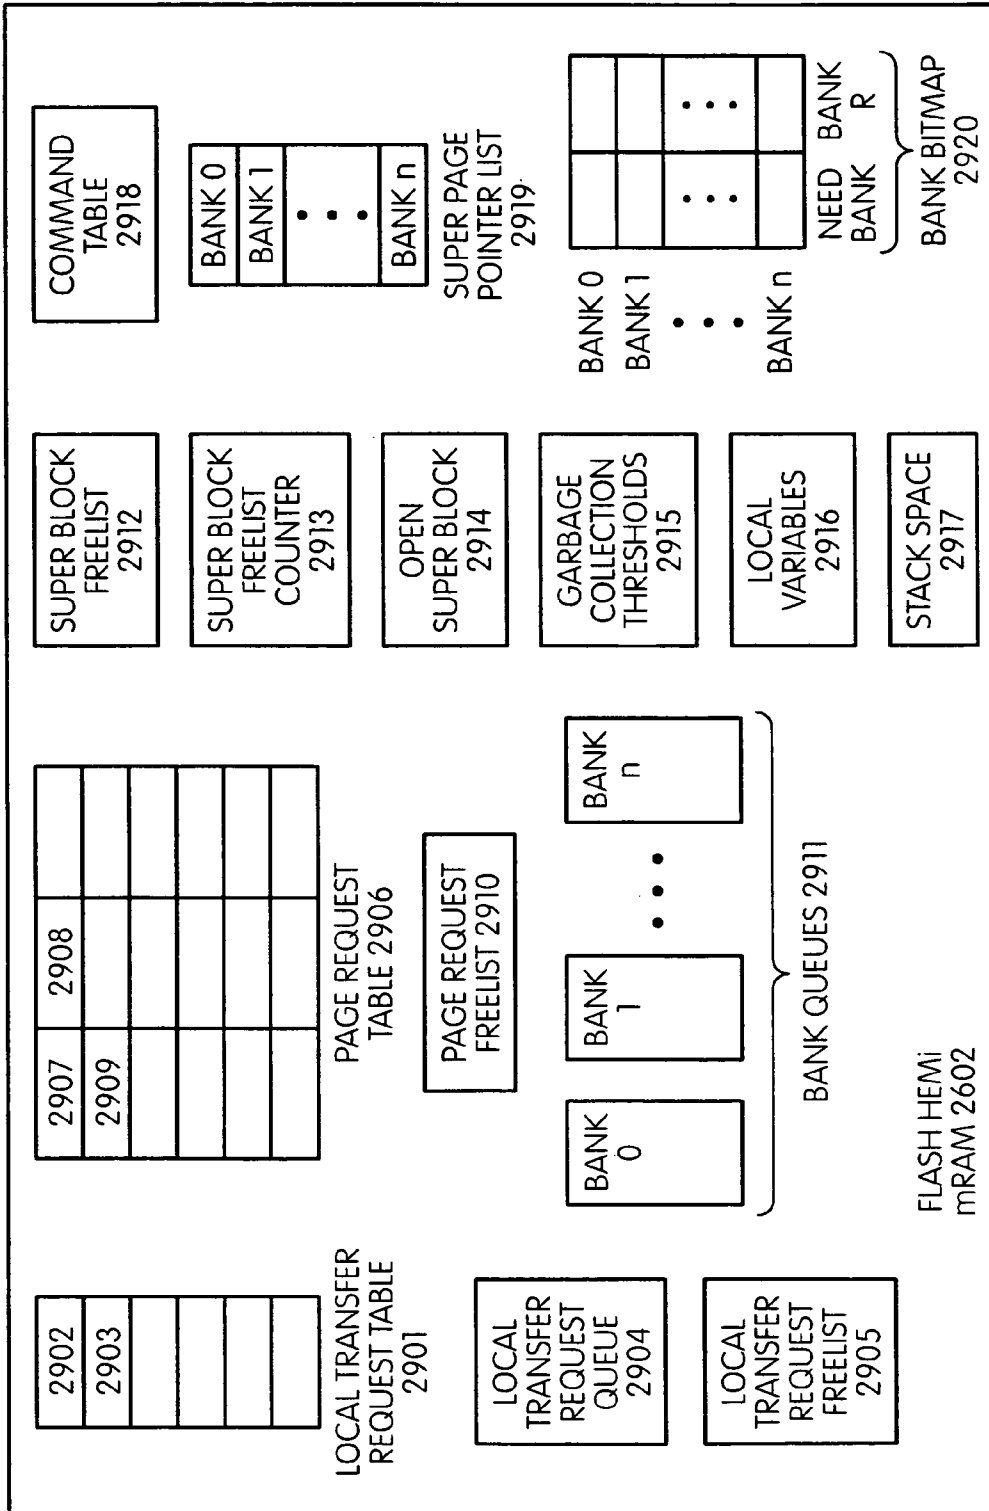 2902
2903
LOCAL TRANSFER
REQUEST TABLE
2901
LOCAL
TRANSFER
REQUEST
QUEUE
2904
LOCAL
TRANSFER
REQUEST
FREELIST
2905
2907
2908
2909
PAGE REQUEST
TABLE 2906
PAGE REQUEST
FREELIST 2910
BANK
0
BANK
1
BANK
n
BANK QUEUES 2911
FLASH HEMi
mRAM 2602
SUPER BLOCK
FREELIST
2912
SUPER BLOCK
FREELIST
COUNTER
2913
OPEN
SUPER BLOCK
2914
GARBAGE
COLLECTION
THRESHOLDS
2915
LOCAL
VARIABLES
2916
STACK SPACE
2917
COMMAND
TABLE
2918
BANK 0
BANK 1
BANK n
SUPER PAGE
POINTER LIST
2919
BANK 0
BANK 1
BANK n
NEED
BANK
BANK
R
BANK BITMAP
2920